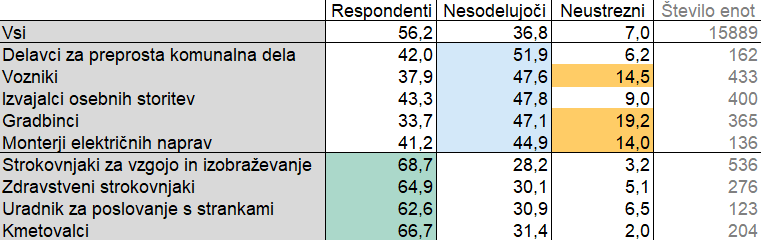 Respondenti Nesodelujoči Neustrezni Število enot
Vsi 56,2 36,8 7,0 15889
Delavci za preprosta komunalna dela 42,0 51,9 6,2 162
Vozniki 37,9 47,6 14,5 433
Izvajalci osebnih storitev 43,3 47,8 9,0 400
Gradbinci 33,7 47,1 19,2 365
Monterji električnih naprav 41,2 44,9 14,0 136
Strokovnjaki za vzgojo in izobraževanje 68,7 28,2 3,2 536
Zdravstveni strokovnjaki 64,9 30,1 5,1 276
Uradnik za poslovanje s strankami 62,6 30,9 6,5 123
Kmetovalci 66,7 31,4 2,0 204